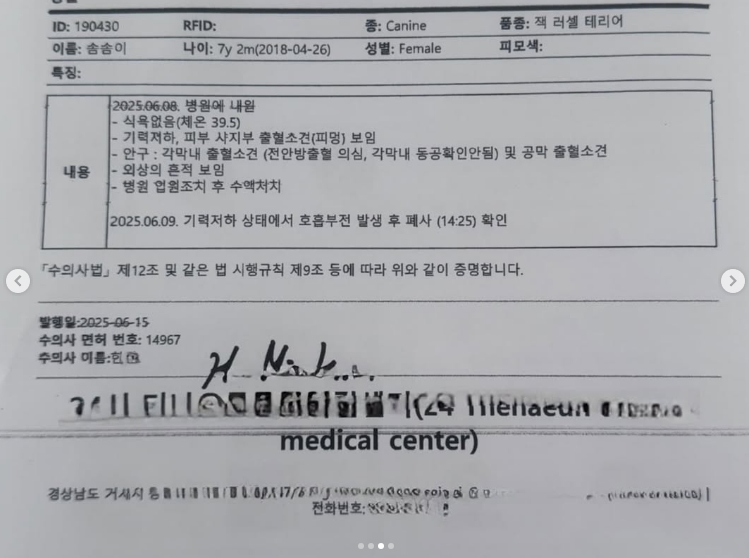 ID: 190430 RFID: 종: Canine 품종: 잭 러셀 테리어
이름: 솜솜이 나이: 7y 2m(2018-04-26) 성별: Female 피모색:
특징:
내용
2025.06.08. 병원에 내원
- 식욕없음(체온 39.5)
- 기력저하, 피부 사지부 출혈소견(피멍) 보임
- 안구 : 각막내 출혈소견 (전안방출혈 의심, 각막내 동공확인안됨) 및 공막 출혈소견
- 외상의 흔적 보임
- 병원 입원조치 후 수액처치
2025.06.09. 기력저하 상태에서 호흡부전 발생 후 폐사 (14:25) 확인
「수의사법」 제12조 및 같은 법 시행규칙 제9조 등에 따라 위와 같이 증명합니다.
발행일:2025-06-15
수의사 면허 번호: 14967
수의사 이름:
medical center)
경상남도
전화번호: